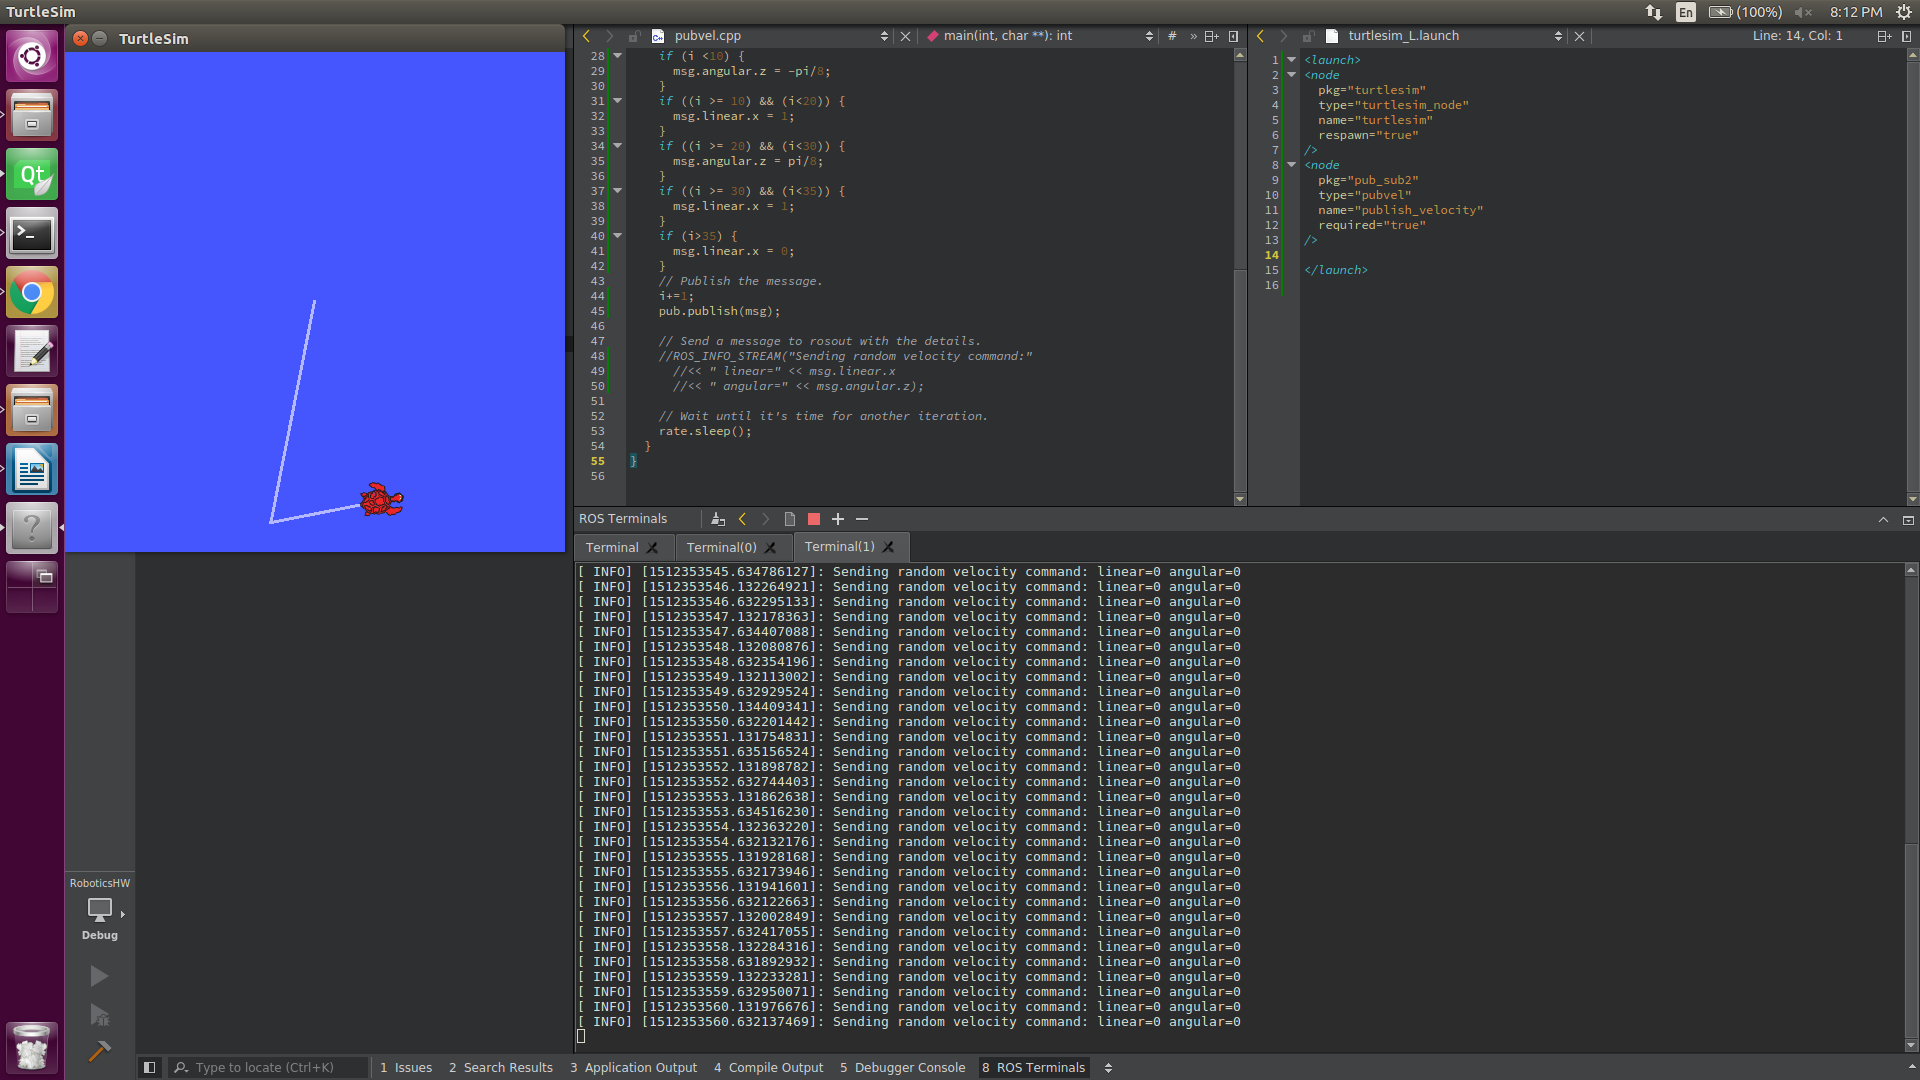 TurtleSim
En
(100%)
8:12 PM
TurtleSim
pubvel.cpp
main(int, char **): int
#
»
28 if (i <10) {
29 msg.angular.z = -pi/8;
30 }
31 if ((i >= 10) && (i<20)) {
32 msg.linear.x = 1;
33 }
34 if ((i >= 20) && (i<30)) {
35 msg.angular.z = pi/8;
36 }
37 if ((i >= 30) && (i<35)) {
38 msg.linear.x = 1;
39 }
40 if (i>35) {
41 msg.linear.x = 0;
42 }
43 // Publish the message.
44 i+=1;
45 pub.publish(msg);
46
47 // Send a message to rosout with the details.
48 //ROS_INFO_STREAM("Sending random velocity command:"
49 //<< " linear=" << msg.linear.x
50 //<< " angular=" << msg.angular.z);
51
52 // Wait until it's time for another iteration.
53 rate.sleep();
54 }
55 }
56
turtlesim_L.launch
Line: 14, Col: 1
1 <launch>
2 <node
3 pkg="turtlesim"
4 type="turtlesim_node"
5 name="turtlesim"
6 respawn="true"
7 />
8 <node
9 pkg="pub_sub2"
10 type="pubvel"
11 name="publish_velocity"
12 required="true"
13 />
14
15 </launch>
16
Qt
ROS Terminals
Terminal
Terminal(0)
Terminal(1)
[ INFO] [1512353545.634786127]: Sending random velocity command: linear=0 angular=0
[ INFO] [1512353546.132264921]: Sending random velocity command: linear=0 angular=0
[ INFO] [1512353546.632295133]: Sending random velocity command: linear=0 angular=0
[ INFO] [1512353547.132178363]: Sending random velocity command: linear=0 angular=0
[ INFO] [1512353547.634407088]: Sending random velocity command: linear=0 angular=0
[ INFO] [1512353548.132080876]: Sending random velocity command: linear=0 angular=0
[ INFO] [1512353548.632354196]: Sending random velocity command: linear=0 angular=0
[ INFO] [1512353549.132113002]: Sending random velocity command: linear=0 angular=0
[ INFO] [1512353549.632929524]: Sending random velocity command: linear=0 angular=0
[ INFO] [1512353550.134409341]: Sending random velocity command: linear=0 angular=0
[ INFO] [1512353550.632201442]: Sending random velocity command: linear=0 angular=0
[ INFO] [1512353551.131754831]: Sending random velocity command: linear=0 angular=0
[ INFO] [1512353551.635156524]: Sending random velocity command: linear=0 angular=0
[ INFO] [1512353552.131898782]: Sending random velocity command: linear=0 angular=0
[ INFO] [1512353552.632744403]: Sending random velocity command: linear=0 angular=0
[ INFO] [1512353553.131862638]: Sending random velocity command: linear=0 angular=0
[ INFO] [1512353553.634516230]: Sending random velocity command: linear=0 angular=0
[ INFO] [1512353554.132363220]: Sending random velocity command: linear=0 angular=0
[ INFO] [1512353554.632132176]: Sending random velocity command: linear=0 angular=0
[ INFO] [1512353555.131928168]: Sending random velocity command: linear=0 angular=0
[ INFO] [1512353555.632173946]: Sending random velocity command: linear=0 angular=0
[ INFO] [1512353556.131941601]: Sending random velocity command: linear=0 angular=0
[ INFO] [1512353556.632122663]: Sending random velocity command: linear=0 angular=0
[ INFO] [1512353557.132002849]: Sending random velocity command: linear=0 angular=0
[ INFO] [1512353557.632417055]: Sending random velocity command: linear=0 angular=0
[ INFO] [1512353558.132284316]: Sending random velocity command: linear=0 angular=0
[ INFO] [1512353558.631892932]: Sending random velocity command: linear=0 angular=0
[ INFO] [1512353559.132233281]: Sending random velocity command: linear=0 angular=0
[ INFO] [1512353559.632950071]: Sending random velocity command: linear=0 angular=0
[ INFO] [1512353560.131976676]: Sending random velocity command: linear=0 angular=0
[ INFO] [1512353560.632137469]: Sending random velocity command: linear=0 angular=0
RoboticsHW
Debug
Type to locate (Ctrl+K)
1 Issues
2 Search Results
3 Application Output
4 Compile Output
5 Debugger Console
8 ROS Terminals